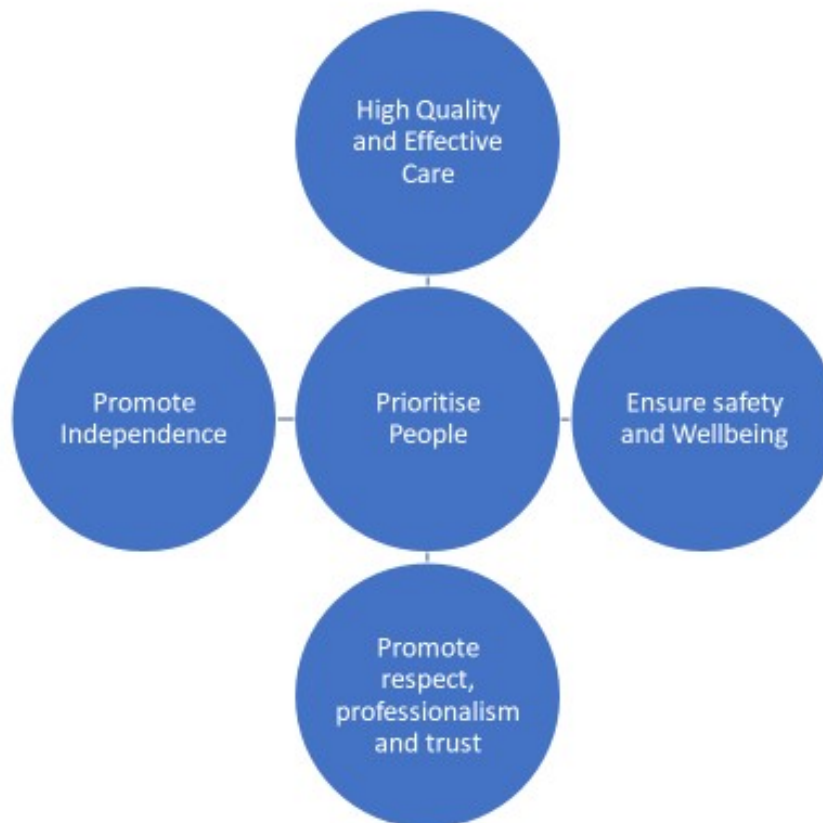 High Quality
and Effective
Care
Promote
Independence
Prioritise
People
Ensure safety
and Wellbeing
Promote
respect,
professionalism
and trust